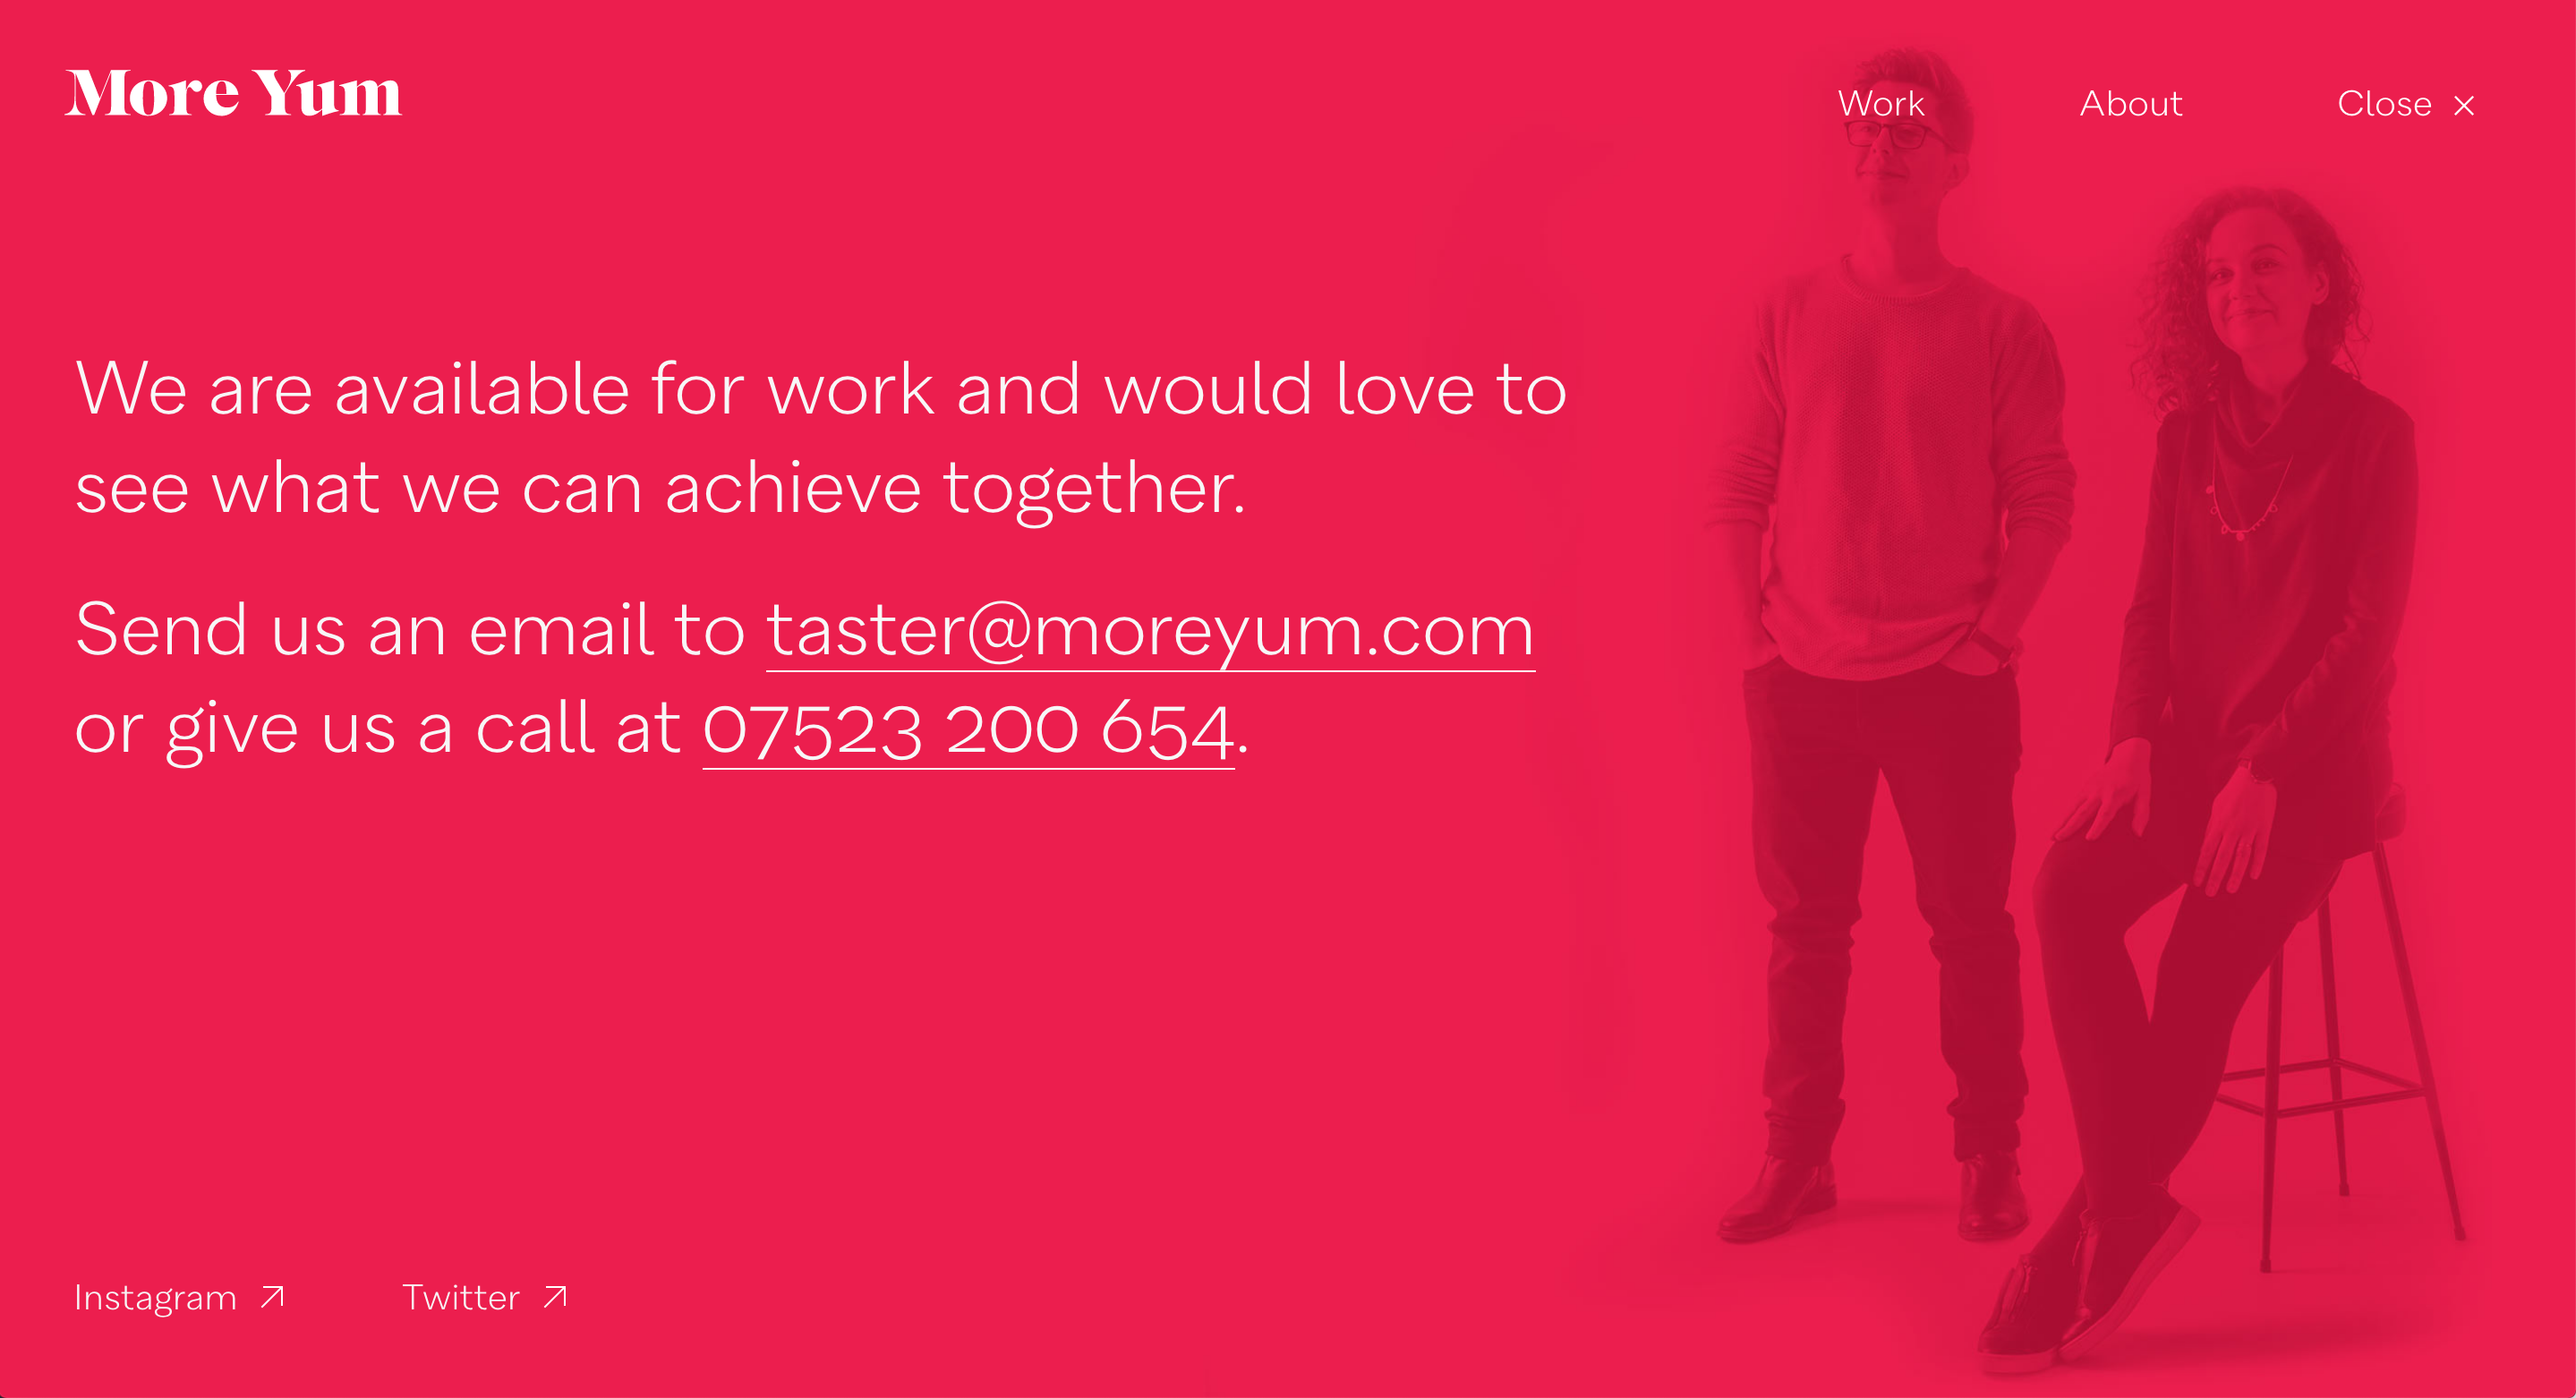 More Yum
Work
About
Close ×
We are available for work and would love to
see what we can achieve together.
Send us an email to taster@moreyum.com
or give us a call at 07523 200 654.
Instagram ↗
Twitter ↗